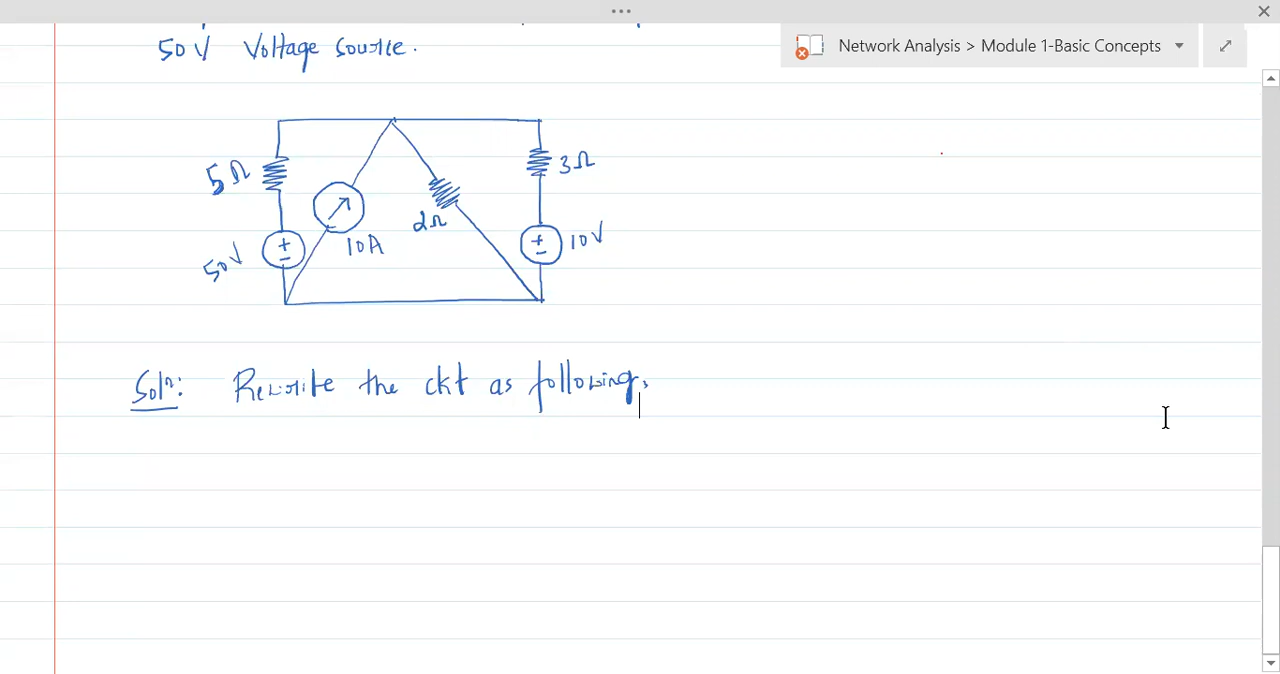 Network Analysis > Module 1-Basic Concepts
50V Voltage Source.
5Ω
3Ω
2Ω
10A
10V
50V
+
-
+
-
Solⁿ: Rewrite the ckt as following,